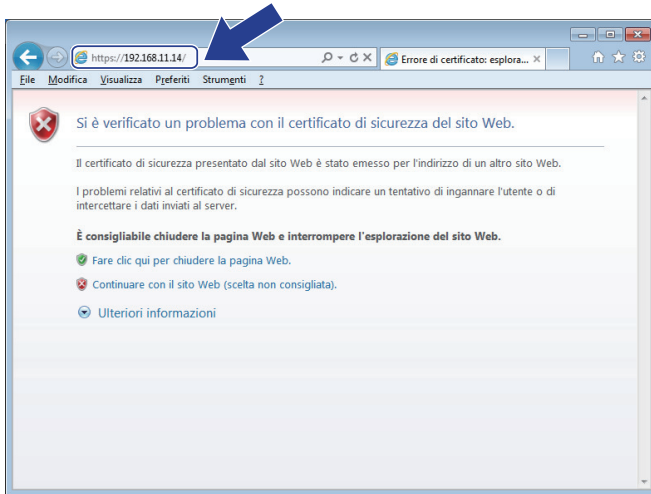 https://192.168.11.14/
Errore di certificato: esplora...
File Modifica Visualizza Preferiti Strumenti ?
Si è verificato un problema con il certificato di sicurezza del sito Web.
Il certificato di sicurezza presentato dal sito Web è stato emesso per l'indirizzo di un altro sito Web.
I problemi relativi al certificato di sicurezza possono indicare un tentativo di ingannare l'utente o di
intercettare i dati inviati al server.
È consigliabile chiudere la pagina Web e interrompere l'esplorazione del sito Web.
Fare clic qui per chiudere la pagina Web.
Continuare con il sito Web (scelta non consigliata).
Ulteriori informazioni